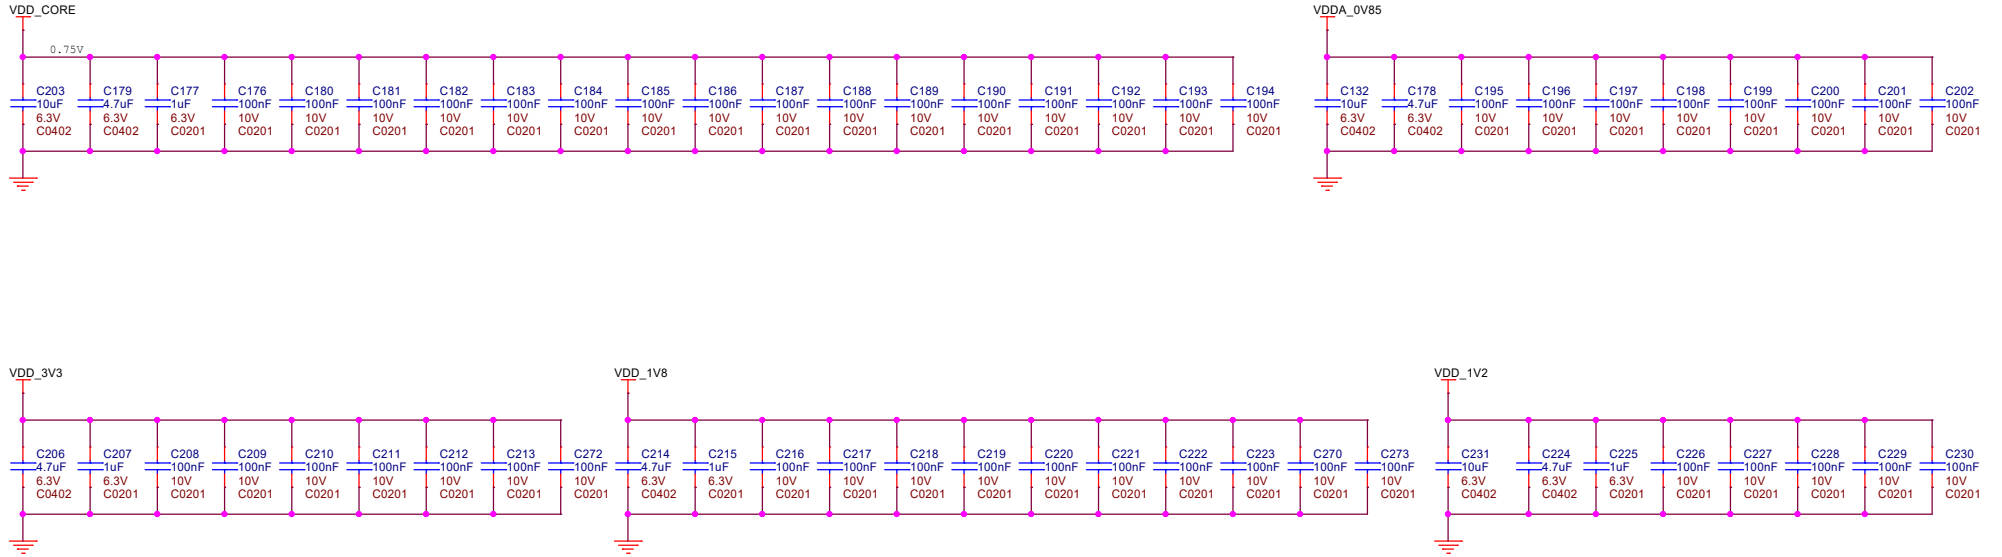 VDD_CORE
0.75V
C203
10uF
6.3V
C0402
C179
4.7uF
6.3V
C0402
C177
1uF
6.3V
C0201
C176
100nF
10V
C0201
C180
100nF
10V
C0201
C181
100nF
10V
C0201
C182
100nF
10V
C0201
C183
100nF
10V
C0201
C184
100nF
10V
C0201
C185
100nF
10V
C0201
C186
100nF
10V
C0201
C187
100nF
10V
C0201
C188
100nF
10V
C0201
C189
100nF
10V
C0201
C190
100nF
10V
C0201
C191
100nF
10V
C0201
C192
100nF
10V
C0201
C193
100nF
10V
C0201
C194
100nF
10V
C0201
VDDA_0V85
C132
10uF
6.3V
C0402
C178
4.7uF
6.3V
C0402
C195
100nF
10V
C0201
C196
100nF
10V
C0201
C197
100nF
10V
C0201
C198
100nF
10V
C0201
C199
100nF
10V
C0201
C200
100nF
10V
C0201
C201
100nF
10V
C0201
C202
100nF
10V
C0201
VDD_3V3
C206
4.7uF
6.3V
C0402
C207
1uF
6.3V
C0201
C208
100nF
10V
C0201
C209
100nF
10V
C0201
C210
100nF
10V
C0201
C211
100nF
10V
C0201
C212
100nF
10V
C0201
C213
100nF
10V
C0201
C272
100nF
10V
C0201
VDD_1V8
C214
4.7uF
6.3V
C0402
C215
1uF
6.3V
C0201
C216
100nF
10V
C0201
C217
100nF
10V
C0201
C218
100nF
10V
C0201
C219
100nF
10V
C0201
C220
100nF
10V
C0201
C221
100nF
10V
C0201
C222
100nF
10V
C0201
C223
100nF
10V
C0201
C270
100nF
10V
C0201
C273
100nF
10V
C0201
VDD_1V2
C231
10uF
6.3V
C0402
C224
4.7uF
6.3V
C0402
C225
1uF
6.3V
C0201
C226
100nF
10V
C0201
C227
100nF
10V
C0201
C228
100nF
10V
C0201
C229
100nF
10V
C0201
C230
100nF
10V
C0201